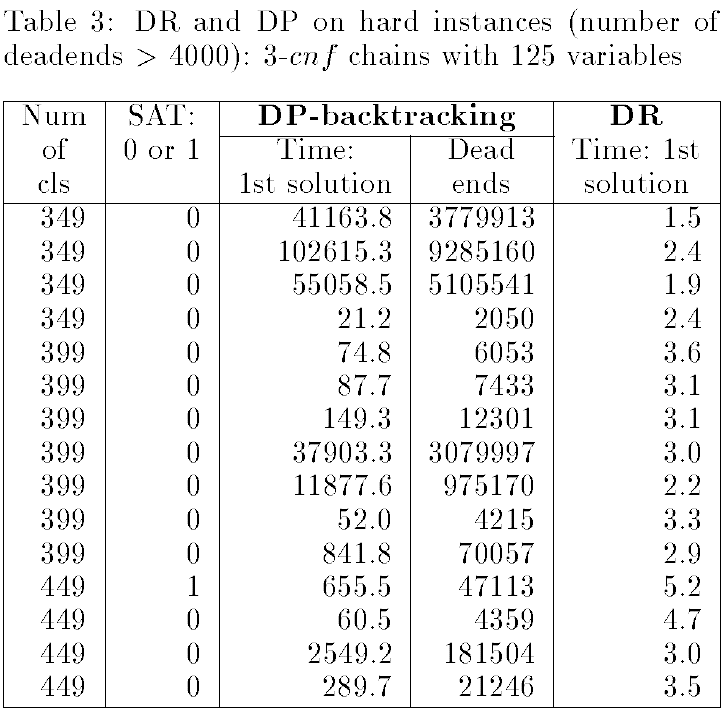 Table 3: DR and DP on hard instances (number of
deadends > 4000): 3-cnf chains with 125 variables
Num SAT: DP-backtracking DR
of 0 or 1 Time: Dead Time: 1st
cls 1st solution ends solution
349 0 41163.8 3779913 1.5
349 0 102615.3 9285160 2.4
349 0 55058.5 5105541 1.9
349 0 21.2 2050 2.4
399 0 74.8 6053 3.6
399 0 87.7 7433 3.1
399 0 149.3 12301 3.1
399 0 37903.3 3079997 3.0
399 0 11877.6 975170 2.2
399 0 52.0 4215 3.3
399 0 841.8 70057 2.9
449 1 655.5 47113 5.2
449 0 60.5 4359 4.7
449 0 2549.2 181504 3.0
449 0 289.7 21246 3.5